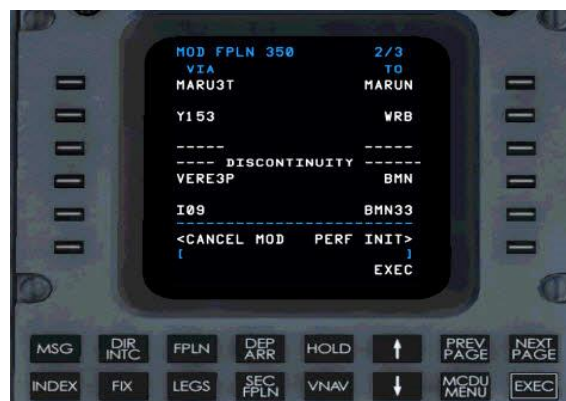 MOD FPLN 350 2/3
VIA TO
MARU3T MARUN
Y153 WRB
----- -----
---- DISCONTINUITY ------
VERE3P BMN
I09 BMN33
--------------------------
<CANCEL MOD PERF INIT>
[ ]
EXEC
MSG DIR INTC FPLN DEP ARR HOLD ↑ PREV PAGE NEXT PAGE
INDEX FIX LEGS SEC FPLN VNAV ↓ MCDU MENU EXEC